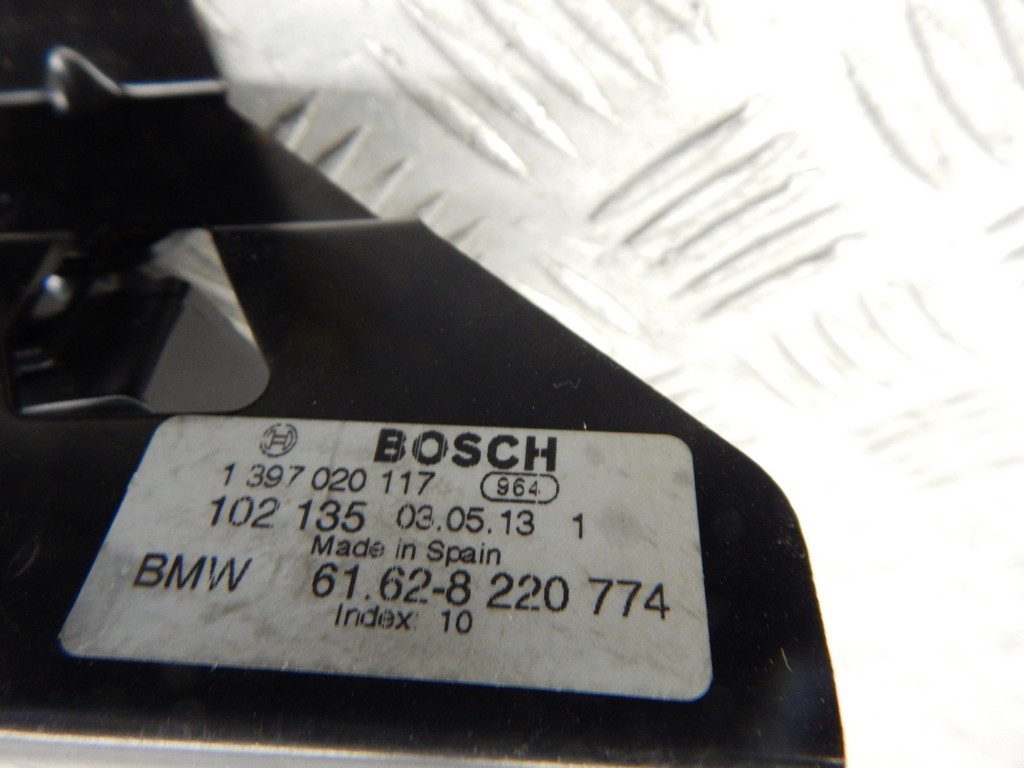 BOSCH
1 397 020 117 964
102 135 03.05.13 1
Made in Spain
BMW 61.62-8 220 774
Index: 10